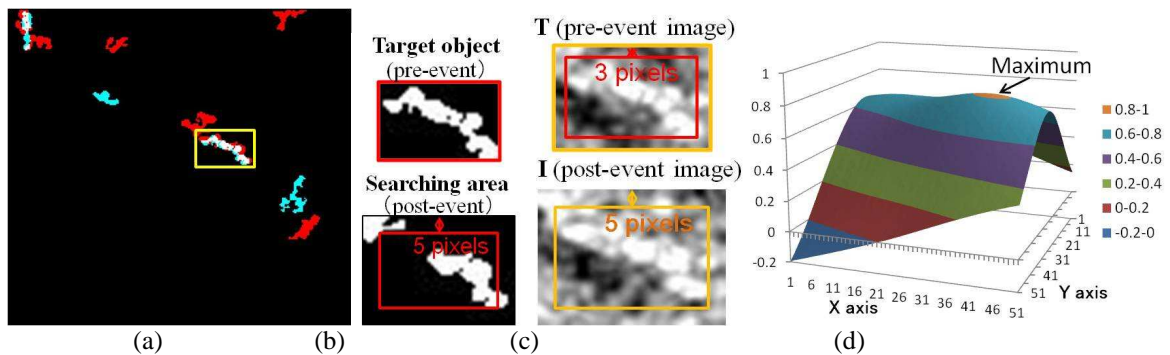 Target object
(pre-event)
Searching area
(post-event)
5 pixels
T (pre-event image)
3 pixels
I (post-event image)
5 pixels
Maximum
1
0.8
0.6
0.4
0.2
0
-0.2
1 6 11 16 21 26 31 36 41 46 51
X axis
1
11
21
31
41
51
Y axis
0.8-1
0.6-0.8
0.4-0.6
0.2-0.4
0-0.2
-0.2-0
(a) (b) (c) (d)